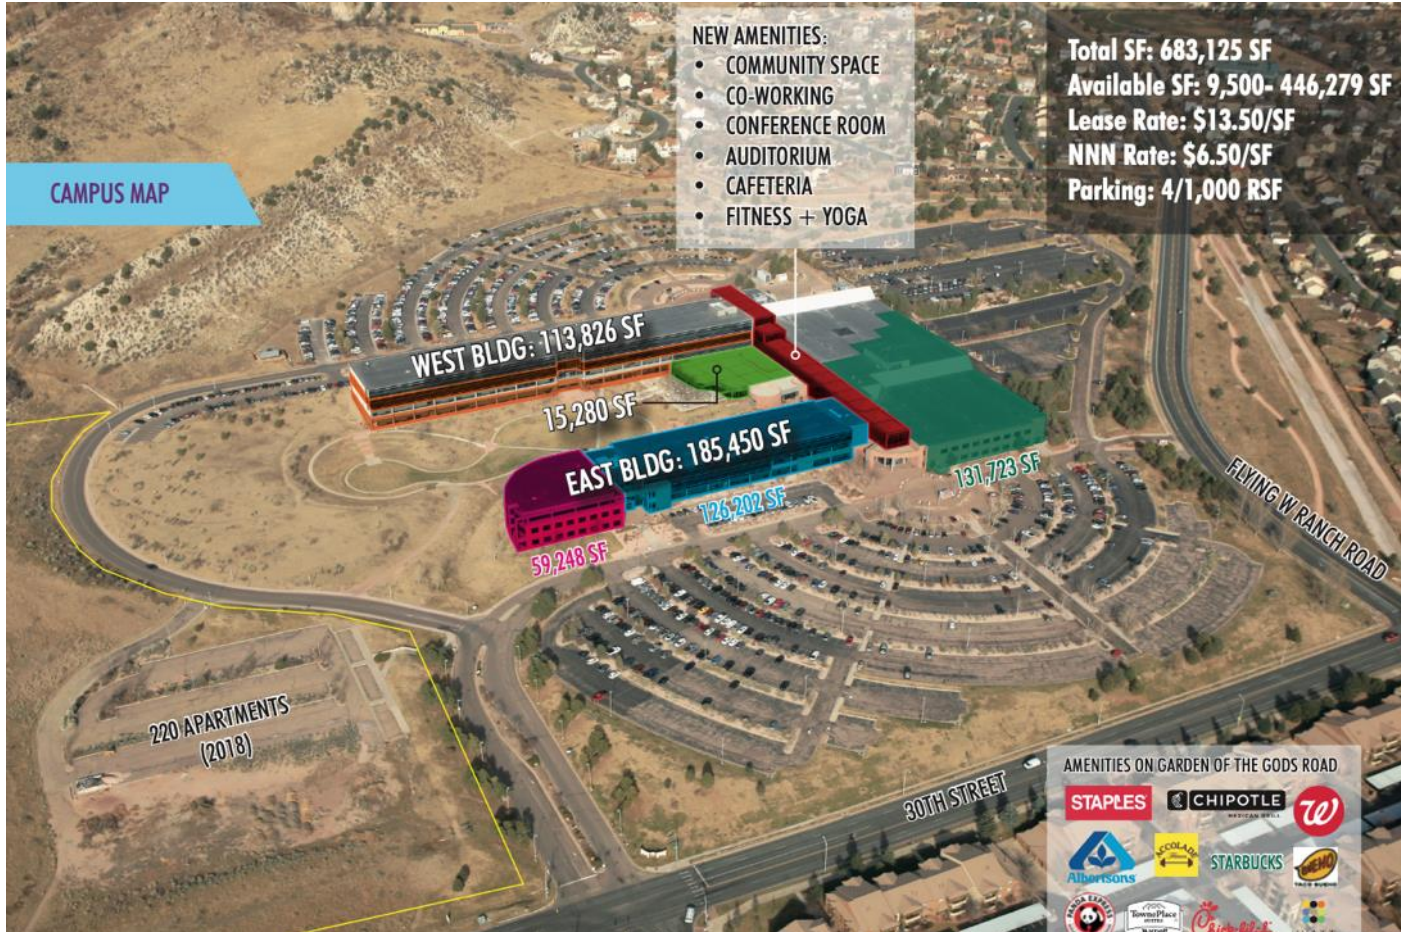 CAMPUS MAP
NEW AMENITIES:
• COMMUNITY SPACE
• CO-WORKING
• CONFERENCE ROOM
• AUDITORIUM
• CAFETERIA
• FITNESS + YOGA
Total SF: 683,125 SF
Available SF: 9,500- 446,279 SF
Lease Rate: $13.50/SF
NNN Rate: $6.50/SF
Parking: 4/1,000 RSF
WEST BLDG: 113,826 SF
15,280 SF
EAST BLDG: 185,450 SF
131,723 SF
126,202 SF
59,248 SF
FLYING W RANCH ROAD
220 APARTMENTS
(2018)
30TH STREET
AMENITIES ON GARDEN OF THE GODS ROAD
STAPLES
CHIPOTLE
MEXICAN GRILL
W
Albertsons
ACCOLADE
Fitness
STARBUCKS
BUENO
TACO BUENO
PANDA EXPRESS
TownePlace
SUITES
Marriott
Chick-fil-A